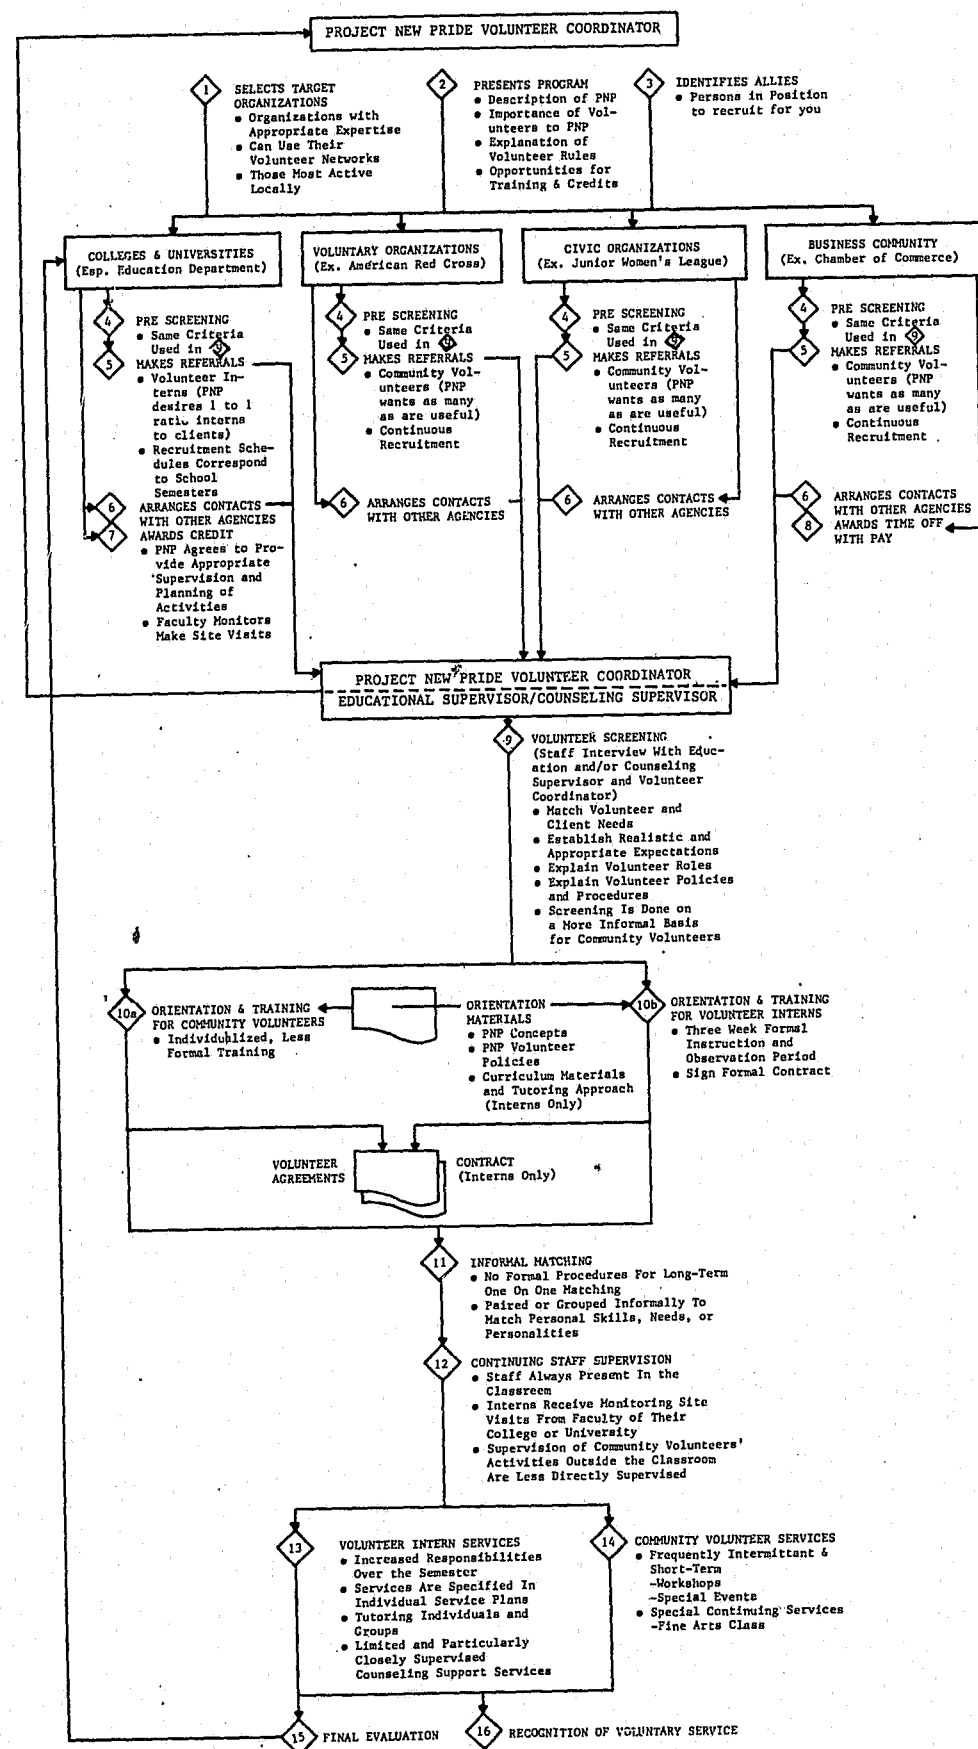 PROJECT NEW PRIDE VOLUNTEER COORDINATOR
1
SELECTS TARGET
ORGANIZATIONS
• Organizations with
Appropriate Expertise
• Can Use Their
Volunteer Networks
• Those Most Active
Locally
2
PRESENTS PROGRAM
• Description of PNP
• Importance of Vol-
unteers to PNP
• Explanation of
Volunteer Rules
• Opportunities for
Training & Credits
3
IDENTIFIES ALLIES
• Persons in Position
to recruit for you
COLLEGES & UNIVERSITIES
(Esp. Education Department)
VOLUNTARY ORGANIZATIONS
(Ex. American Red Cross)
CIVIC ORGANIZATIONS
(Ex. Junior Women's League)
BUSINESS COMMUNITY
(Ex. Chamber of Commerce)
4
PRE SCREENING
• Same Criteria
Used in 9
5
MAKES REFERRALS
• Volunteer In-
terns (PNP
desires 1 to 1
ratio interns
to clients)
• Recruitment Sche-
dules Correspond
to School
Semesters
6
ARRANGES CONTACTS
WITH OTHER AGENCIES
7
AWARDS CREDIT
• PNP Agrees to Pro-
vide Appropriate
Supervision and
Planning of
Activities
• Faculty Monitors
Make Site Visits
4
PRE SCREENING
• Same Criteria
Used in 9
5
MAKES REFERRALS
• Community Vol-
unteers (PNP
wants as many
as are useful)
• Continuous
Recruitment
6
ARRANGES CONTACTS
WITH OTHER AGENCIES
4
PRE SCREENING
• Same Criteria
Used in 9
5
MAKES REFERRALS
• Community Vol-
unteers (PNP
wants as many
as are useful)
• Continuous
Recruitment
6
ARRANGES CONTACTS
WITH OTHER AGENCIES
4
PRE SCREENING
• Same Criteria
Used in 9
5
MAKES REFERRALS
• Community Vol-
unteers (PNP
wants as many
as are useful)
• Continuous
Recruitment
6
ARRANGES CONTACTS
WITH OTHER AGENCIES
8
AWARDS TIME OFF
WITH PAY
PROJECT NEW PRIDE VOLUNTEER COORDINATOR
EDUCATIONAL SUPERVISOR/COUNSELING SUPERVISOR
9
VOLUNTEER SCREENING
(Staff Interview With Educ-
ation and/or Counseling
Supervisor and Volunteer
Coordinator)
• Match Volunteer and
Client Needs
• Establish Realistic and
Appropriate Expectations
• Explain Volunteer Roles
• Explain Volunteer Policies
and Procedures
• Screening Is Done on
a More Informal Basis
for Community Volunteers
10a
ORIENTATION & TRAINING
FOR COMMUNITY VOLUNTEERS
• Individualized, Less
Formal Training
ORIENTATION
MATERIALS
• PNP Concepts
• PNP Volunteer
Policies
• Curriculum Materials
and Tutoring Approach
(Interns Only)
10b
ORIENTATION & TRAINING
FOR VOLUNTEER INTERNS
• Three Week Formal
Instruction and
Observation Period
• Sign Formal Contract
VOLUNTEER
AGREEMENTS
CONTRACT
(Interns Only)
11
INFORMAL MATCHING
• No Formal Procedures For Long-Term
One On One Matching
• Paired or Grouped Informally To
Match Personal Skills, Needs, or
Personalities
12
CONTINUING STAFF SUPERVISION
• Staff Always Present In the
Classroom
• Interns Receive Monitoring Site
Visits From Faculty of Their
College or University
• Supervision of Community Volunteers'
Activities Outside the Classroom
Are Less Directly Supervised
13
VOLUNTEER INTERN SERVICES
• Increased Responsibilities
Over the Semester
• Services Are Specified In
Individual Service Plans
• Tutoring Individuals and
Groups
• Limited and Particularly
Closely Supervised
Counseling Support Services
14
COMMUNITY VOLUNTEER SERVICES
• Frequently Intermittant &
Short-Term
-Workshops
-Special Events
• Special Continuing Services
-Fine Arts Class
15
FINAL EVALUATION
16
RECOGNITION OF VOLUNTARY SERVICE